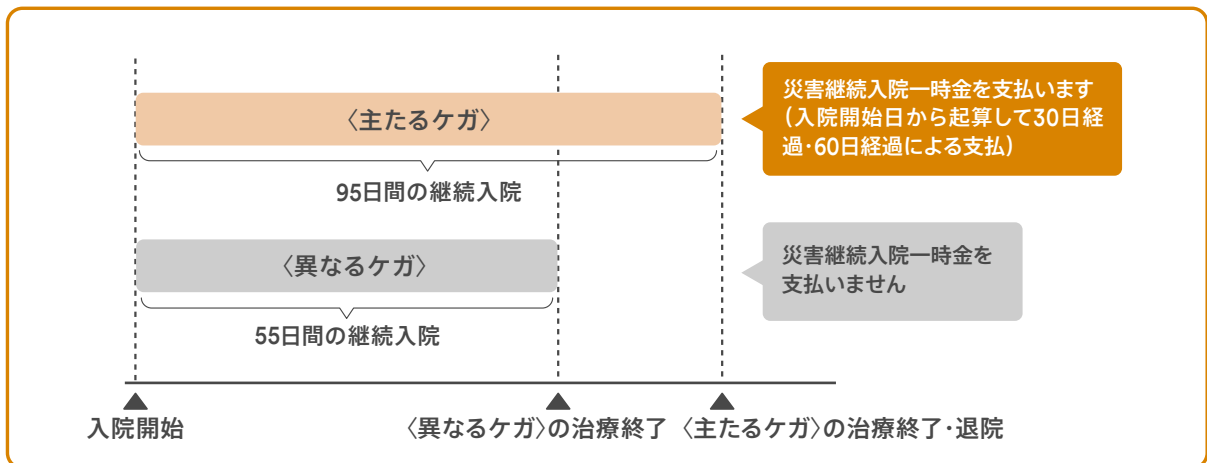 〈主たるケガ〉
95日間の継続入院
災害継続入院一時金を支払います
(入院開始日から起算して30日経
過・60日経過による支払)
〈異なるケガ〉
55日間の継続入院
災害継続入院一時金を
支払いません
入院開始
〈異なるケガ〉の治療終了
〈主たるケガ〉の治療終了・退院